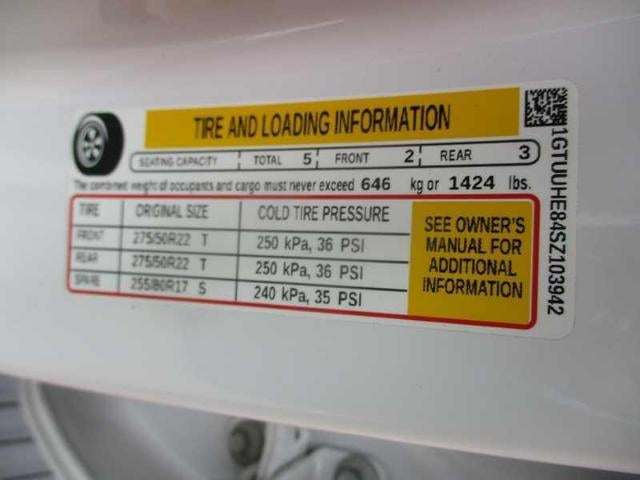 TIRE AND LOADING INFORMATION
SEATING CAPACITY TOTAL 5 FRONT 2 REAR 3
The combined weight of occupants and cargo must never exceed 646 kg or 1424 lbs.
TIRE ORIGINAL SIZE COLD TIRE PRESSURE
FRONT 275/50R22 T 250 kPa, 36 PSI
REAR 275/50R22 T 250 kPa, 36 PSI
SPARE 255/80R17 S 240 kPa, 35 PSI
SEE OWNER'S
MANUAL FOR
ADDITIONAL
INFORMATION
1GTUUHE84SZ103942